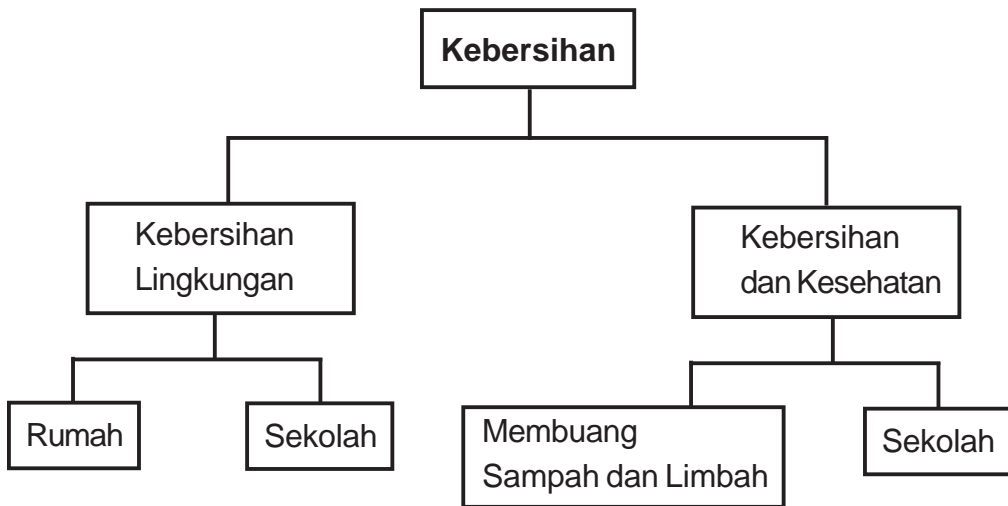 Kebersihan
Kebersihan
Lingkungan
Kebersihan
dan Kesehatan
Rumah
Sekolah
Membuang
Sampah dan Limbah
Sekolah